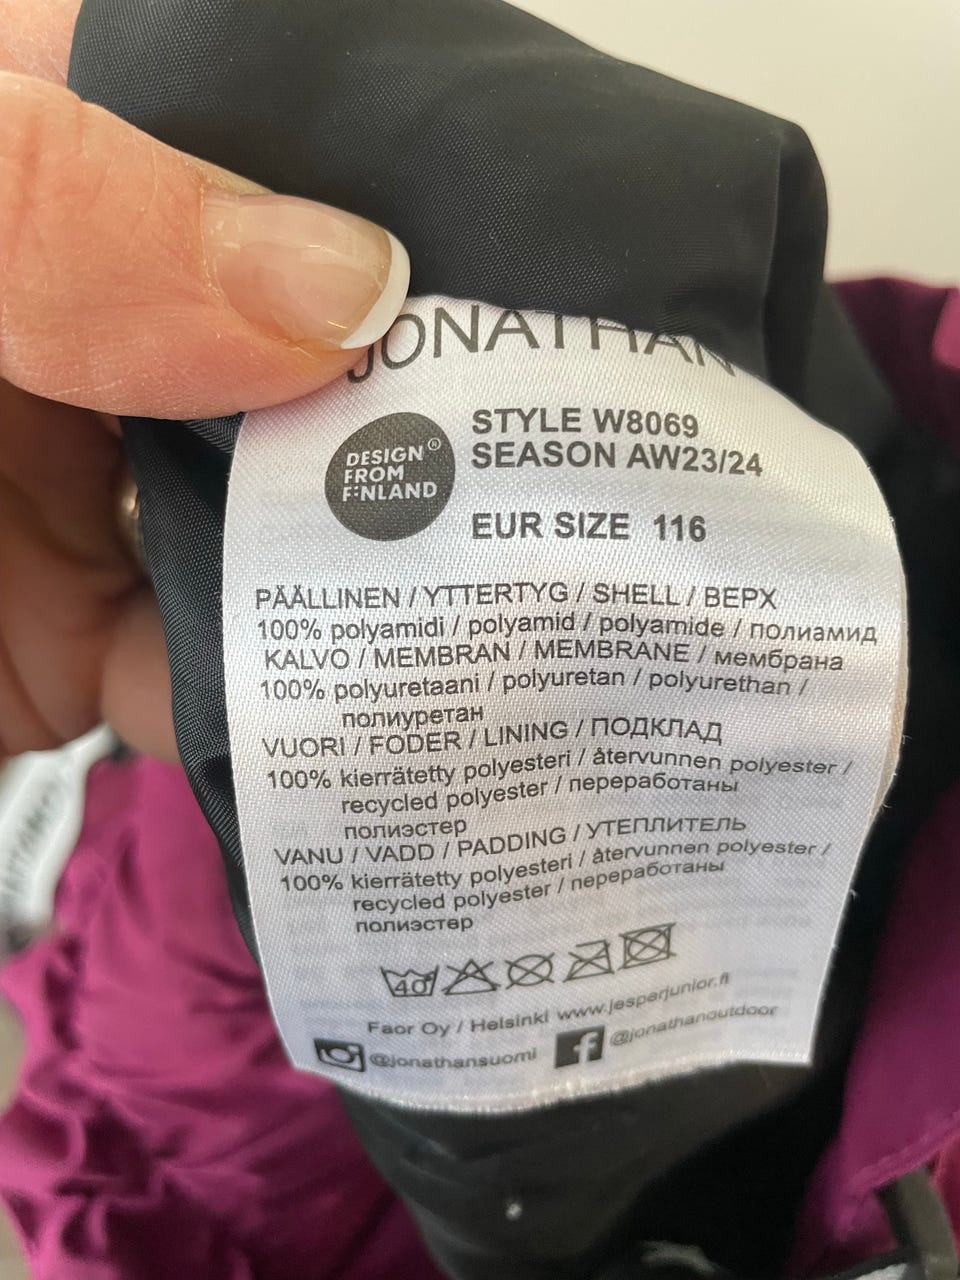 JONATHAN
DESIGN®
FROM
FINLAND
STYLE W8069
SEASON AW23/24
EUR SIZE 116
PÄÄLLINEN / YTTERTYG / SHELL / ВЕРХ
100% polyamidi / polyamid / polyamide / полиамид
KALVO / MEMBRAN / MEMBRANE / мембрана
100% polyuretaani / polyuretan / polyurethan /
полиуретан
VUORI / FODER / LINING / ПОДКЛАД
100% kierrätetty polyesteri / återvunnen polyester /
recycled polyester / переработаны
полиэстер
VANU / VADD / PADDING / УТЕПЛИТЕЛЬ
100% kierrätetty polyesteri / återvunnen polyester /
recycled polyester / переработаны
полиэстер
40
Faor Oy / Helsinki www.jesperjunior.fi
@jonathansuomi f @jonathanoutdoor